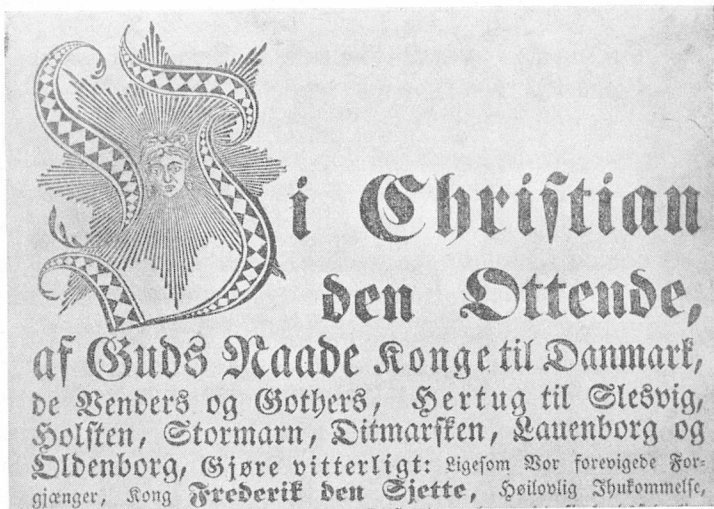 Vi Christian
den Ottende,
af Guds Naade Konge til Danmark,
de Venders og Gothers, Hertug til Slesvig,
Holsten, Stormarn, Ditmarsken, Lauenborg og
Oldenborg, Gjøre vitterligt: Ligesom Vor forevigede For-
gjænger, Kong Frederik den Sjette, Høilovlig Ihukommelse,